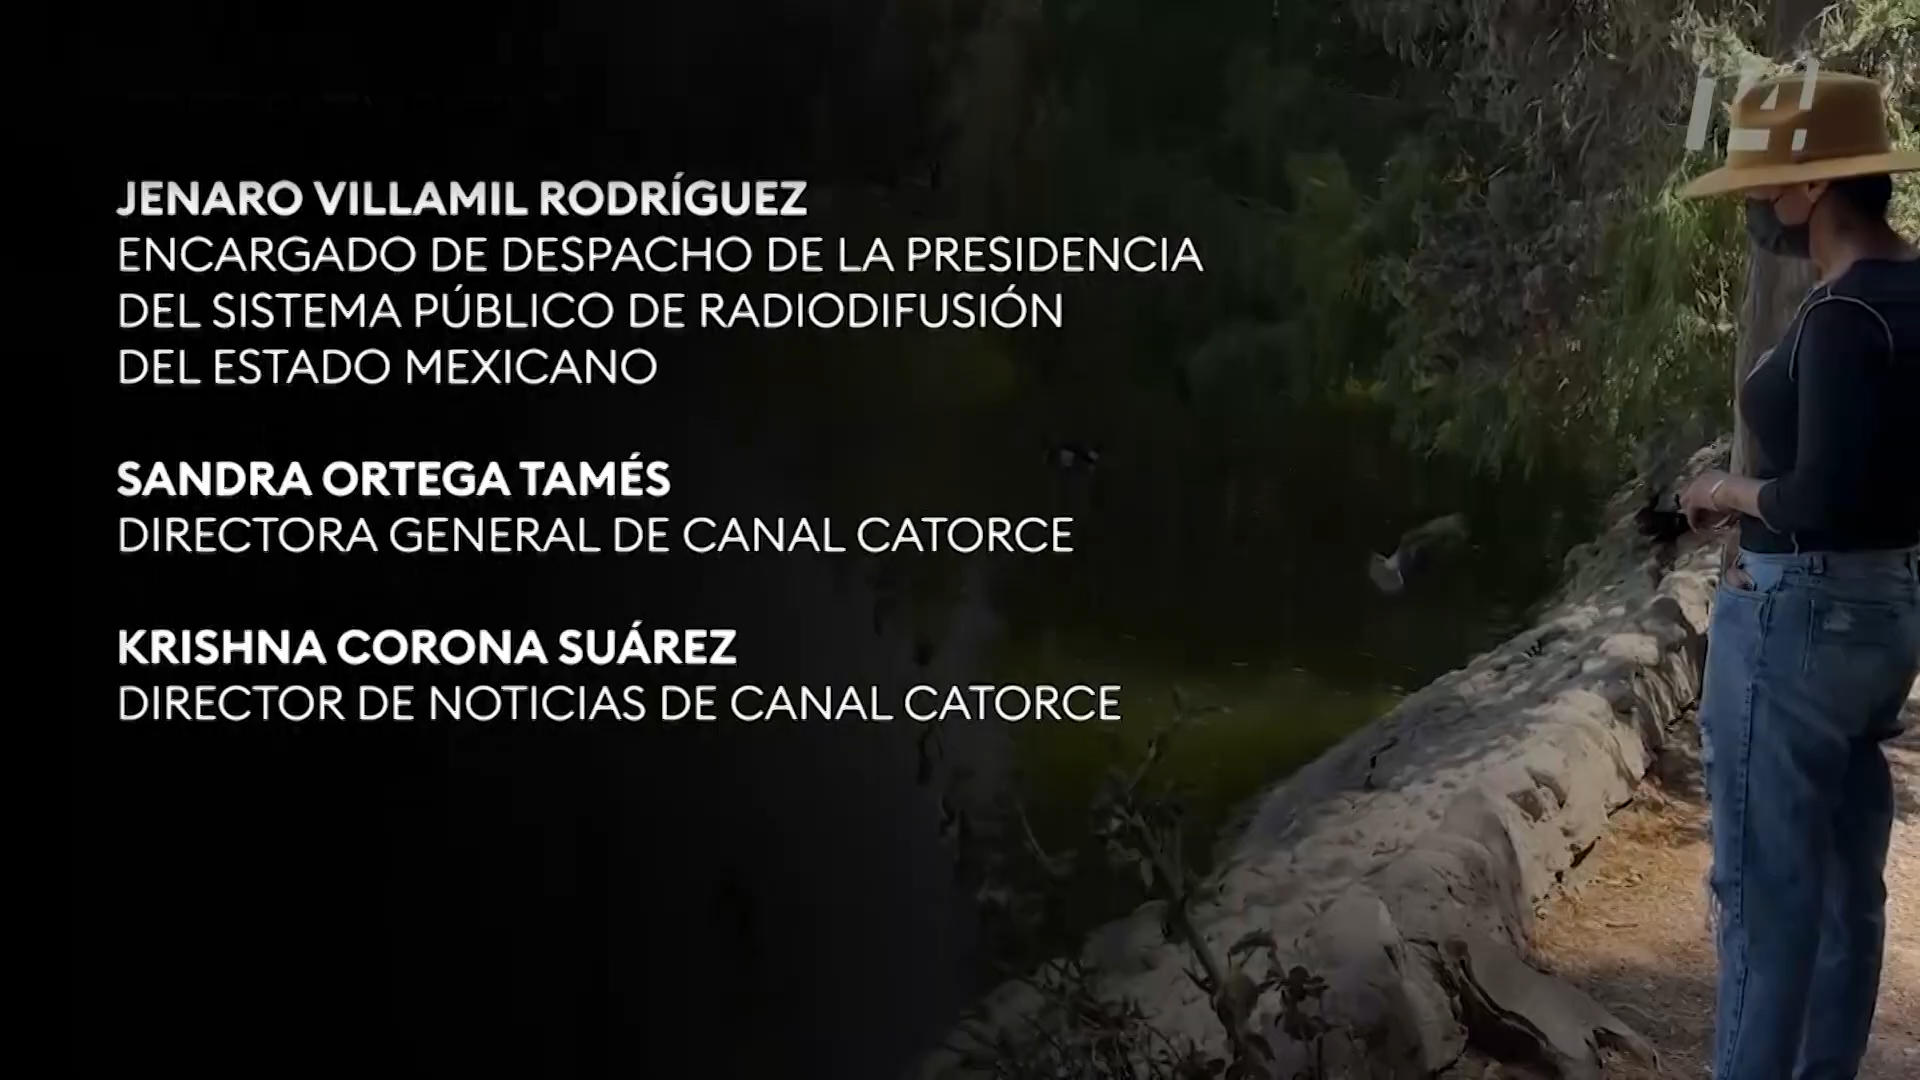 14!
JENARO VILLAMIL RODRÍGUEZ
ENCARGADO DE DESPACHO DE LA PRESIDENCIA
DEL SISTEMA PÚBLICO DE RADIODIFUSIÓN
DEL ESTADO MEXICANO
SANDRA ORTEGA TAMÉS
DIRECTORA GENERAL DE CANAL CATORCE
KRISHNA CORONA SUÁREZ
DIRECTOR DE NOTICIAS DE CANAL CATORCE